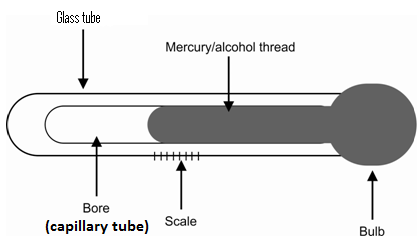 Glass tube
Mercury/alcohol thread
Bore
(capillary tube)
Scale
Bulb